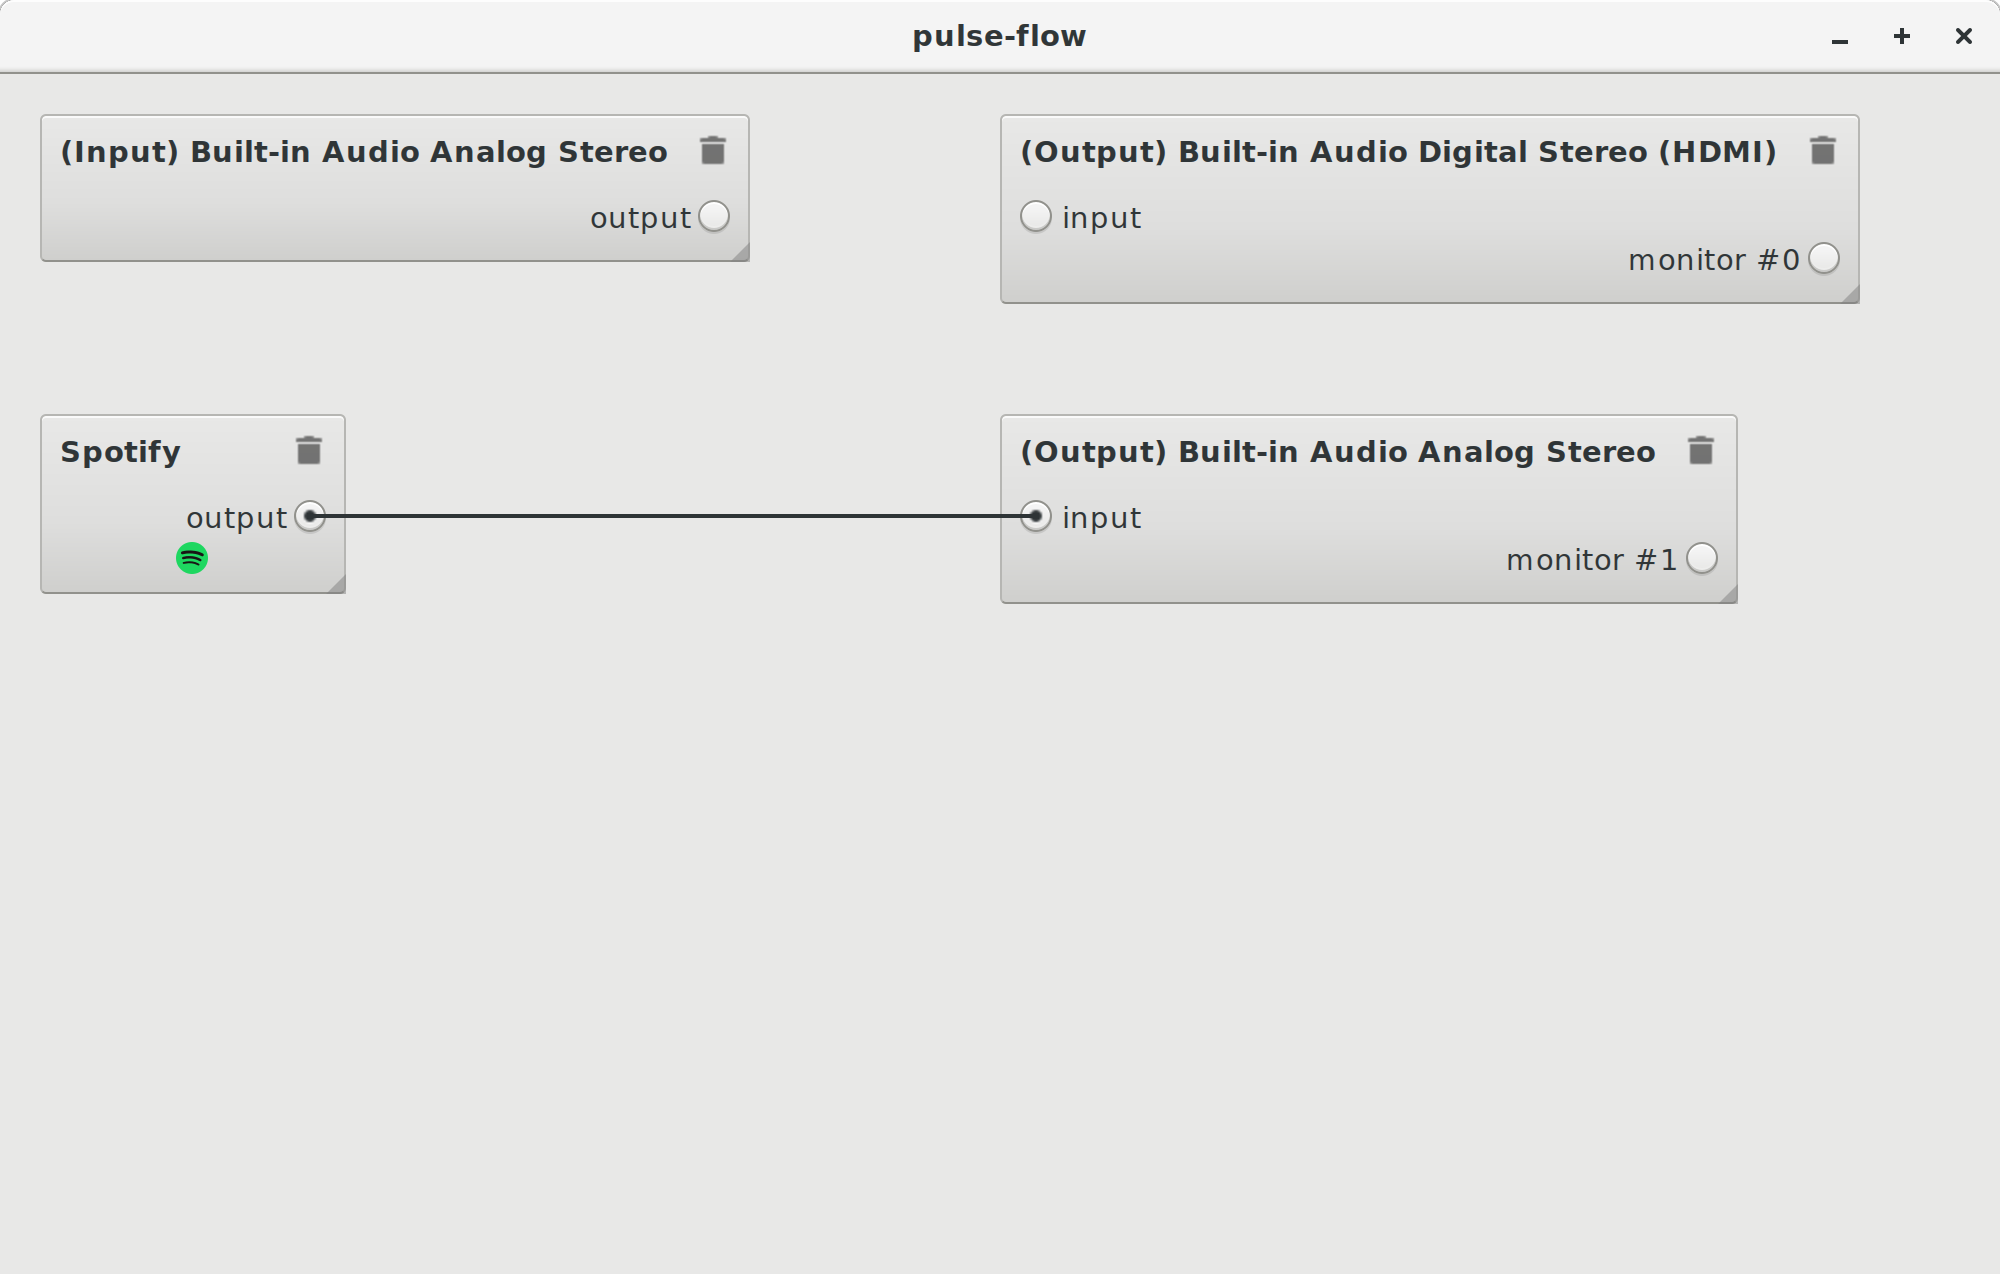 pulse-flow
(Input) Built-in Audio Analog Stereo
output
(Output) Built-in Audio Digital Stereo (HDMI)
input
monitor #0
Spotify
output
(Output) Built-in Audio Analog Stereo
input
monitor #1